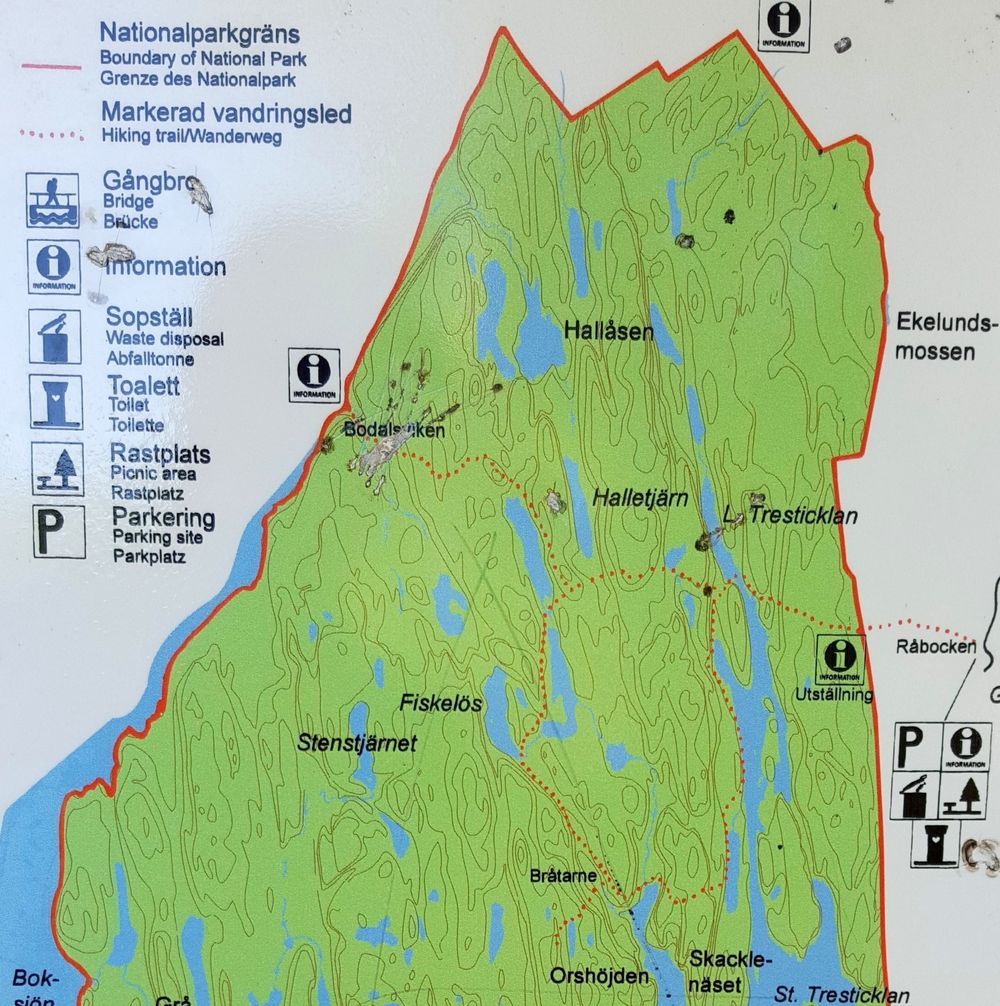 Nationalparkgräns
Boundary of National Park
Grenze des Nationalpark
Markerad vandringsled
Hiking trail/Wanderweg
Gångbro
Bridge
Brücke
INFORMATION
Information
Sopställ
Waste disposal
Abfalltonne
Toalett
Toilet
Toilette
Rastplats
Picnic area
Rastplatz
P
Parkering
Parking site
Parkplatz
INFORMATION
INFORMATION
Hallåsen
Ekelunds-
mossen
Bodalsviken
Halletjärn
L. Tresticklan
Råbocken
INFORMATION
Utställning
Fiskelös
Stenstjärnet
P
INFORMATION
Bråtarne
Orshöjden
Skackle-
näset
St. Tresticklan
Bok-
sjön
Grå